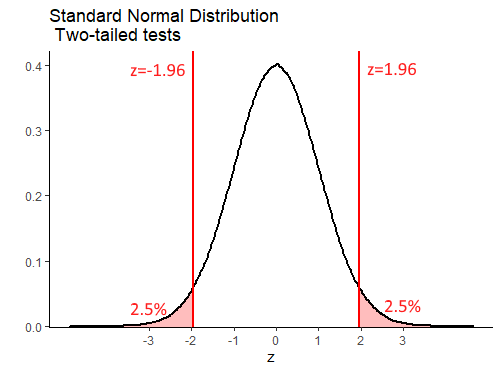 Standard Normal Distribution
Two-tailed tests
z=-1.96
z=1.96
0.4
0.3
0.2
0.1
0.0
2.5%
2.5%
-3 -2 -1 0 1 2 3
z